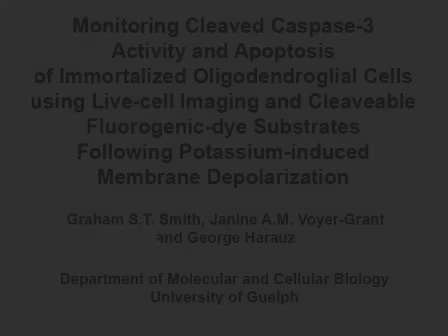 Monitoring Cleaved Caspase-3
Activity and Apoptosis
of Immortalized Oligodendroglial Cells
using Live-cell Imaging and Cleaveable
Fluorogenic-dye Substrates
Following Potassium-induced
Membrane Depolarization
Graham S.T. Smith, Janine A.M. Voyer-Grant
and George Harauz
Department of Molecular and Cellular Biology
University of Guelph